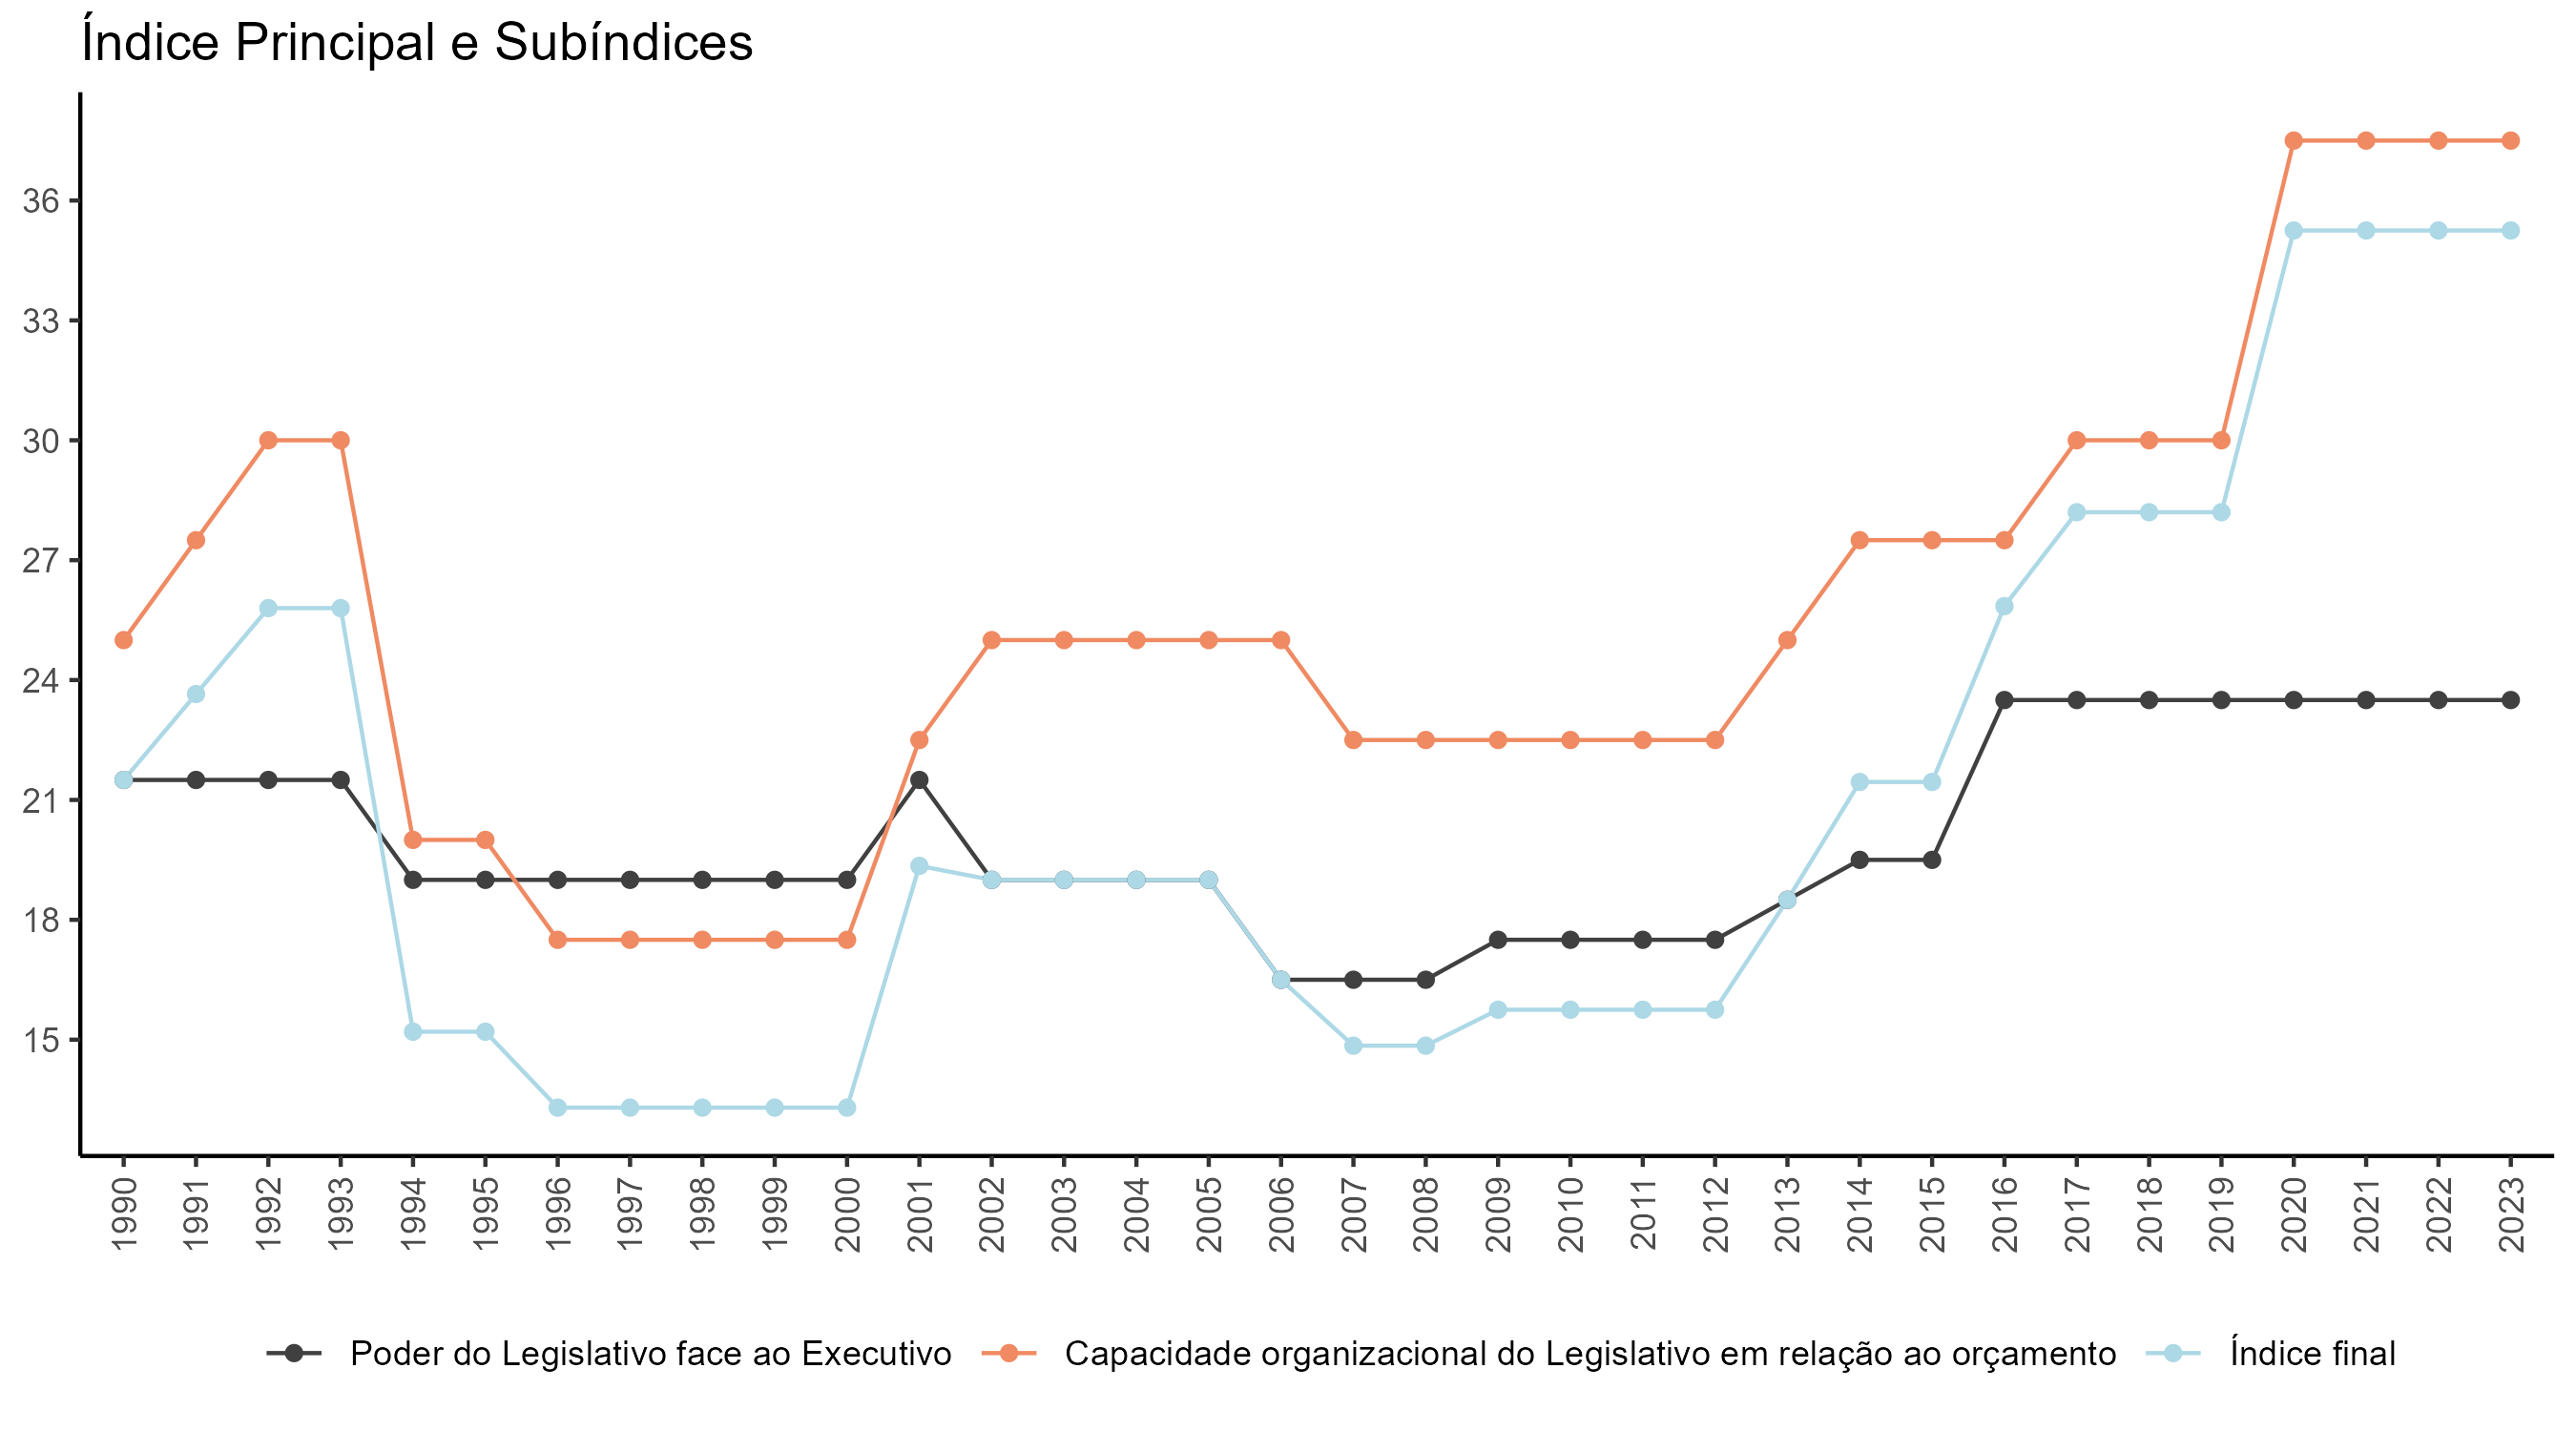 Índice Principal e Subíndices
36
33
30
27
24
21
18
15
1990 1991 1992 1993 1994 1995 1996 1997 1998 1999 2000 2001 2002 2003 2004 2005 2006 2007 2008 2009 2010 2011 2012 2013 2014 2015 2016 2017 2018 2019 2020 2021 2022 2023
Poder do Legislativo face ao Executivo Capacidade organizacional do Legislativo em relação ao orçamento Índice final